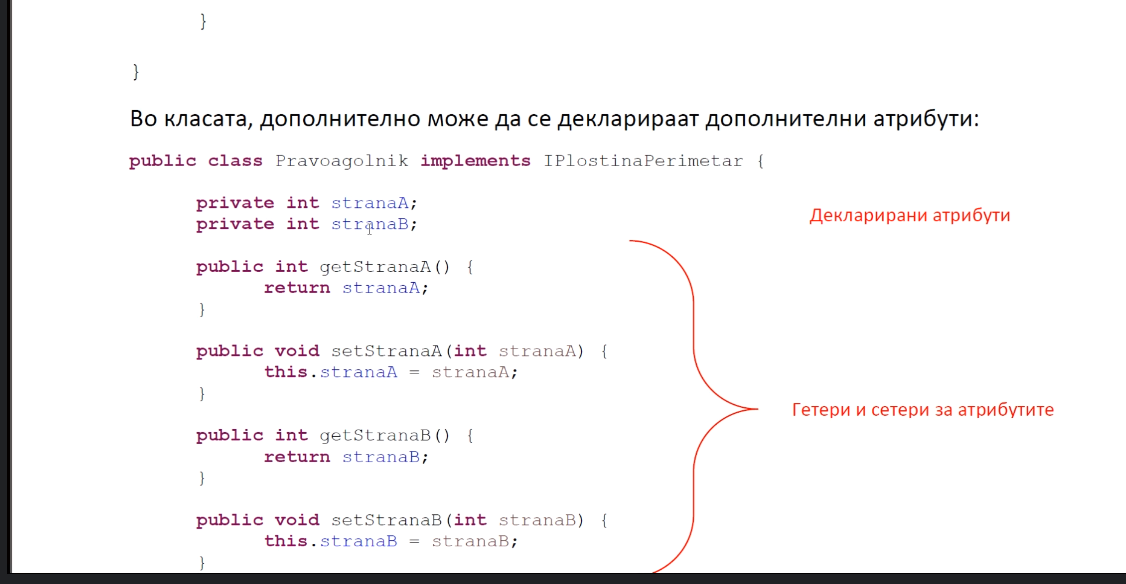 }
}
Во класата, дополнително може да се декларираат дополнителни атрибути:
public class Pravoagolnik implements IPlostinaPerimetar {
private int stranaA;
private int stranaB;
Декларирани атрибути
public int getStranaA() {
return stranaA;
}
public void setStranaA(int stranaA) {
this.stranaA = stranaA;
}
Гетери и сетери за атрибутите
public int getStranaB() {
return stranaB;
}
public void setStranaB(int stranaB) {
this.stranaB = stranaB;
}